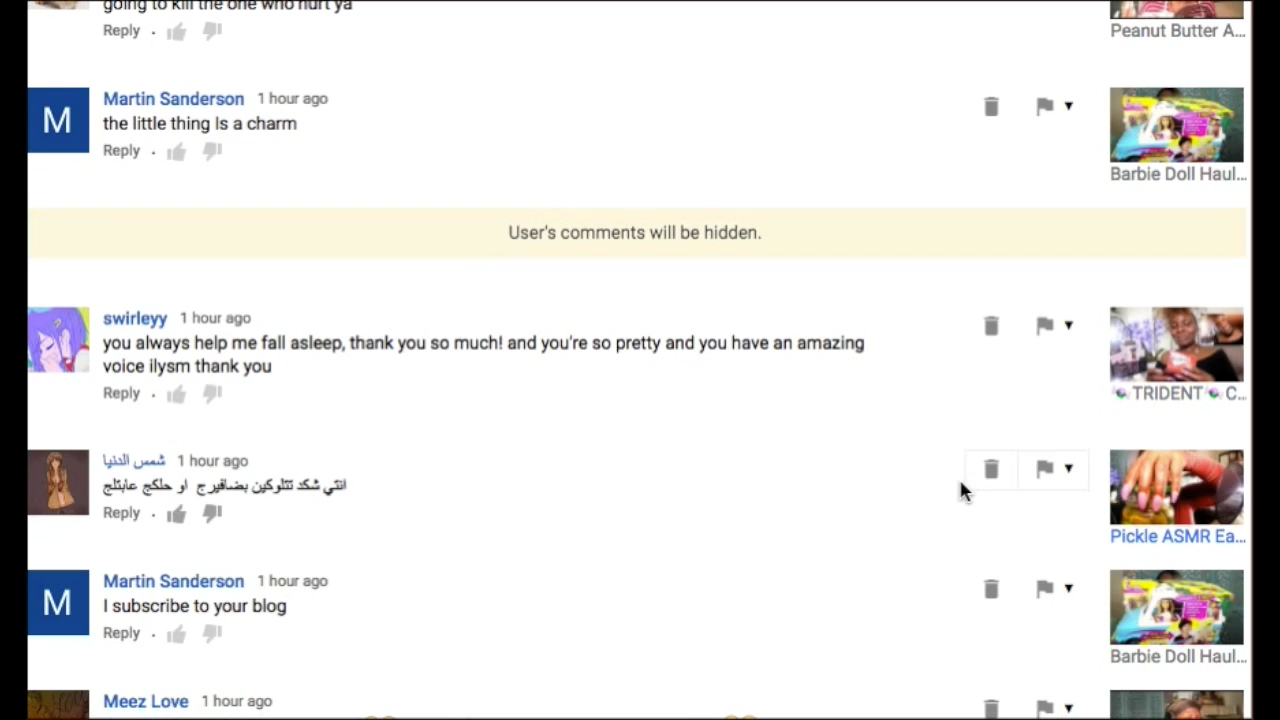 going to kill the one who hurt ya
Reply .
Peanut Butter A...
M
Martin Sanderson 1 hour ago
the little thing Is a charm
Reply .
Barbie Doll Haul...
User's comments will be hidden.
swirleyy 1 hour ago
you always help me fall asleep, thank you so much! and you're so pretty and you have an amazing
voice ilysm thank you
Reply .
TRIDENT C...
شمس الدنيا 1 hour ago
انتي شكد تتلوكين بضافيرج او حلكج عابتلج
Reply .
Pickle ASMR Ea...
M
Martin Sanderson 1 hour ago
I subscribe to your blog
Reply .
Barbie Doll Haul...
Meez Love 1 hour ago